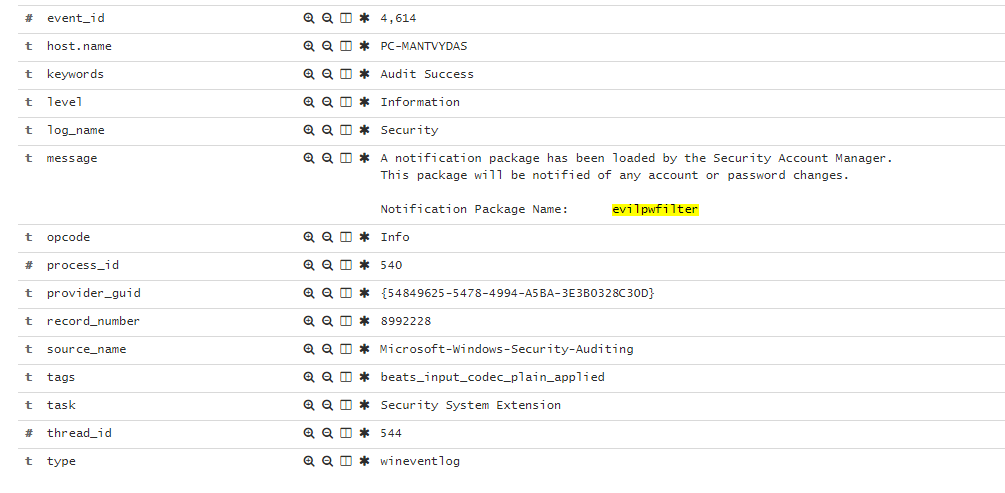 # event_id 4,614
t host.name PC-MANTVYDAS
t keywords Audit Success
t level Information
t log_name Security
t message A notification package has been loaded by the Security Account Manager.
This package will be notified of any account or password changes.
Notification Package Name: evilpwfilter
t opcode Info
# process_id 540
t provider_guid {54849625-5478-4994-A5BA-3E3B0328C30D}
t record_number 8992228
t source_name Microsoft-Windows-Security-Auditing
t tags beats_input_codec_plain_applied
t task Security System Extension
# thread_id 544
t type wineventlog